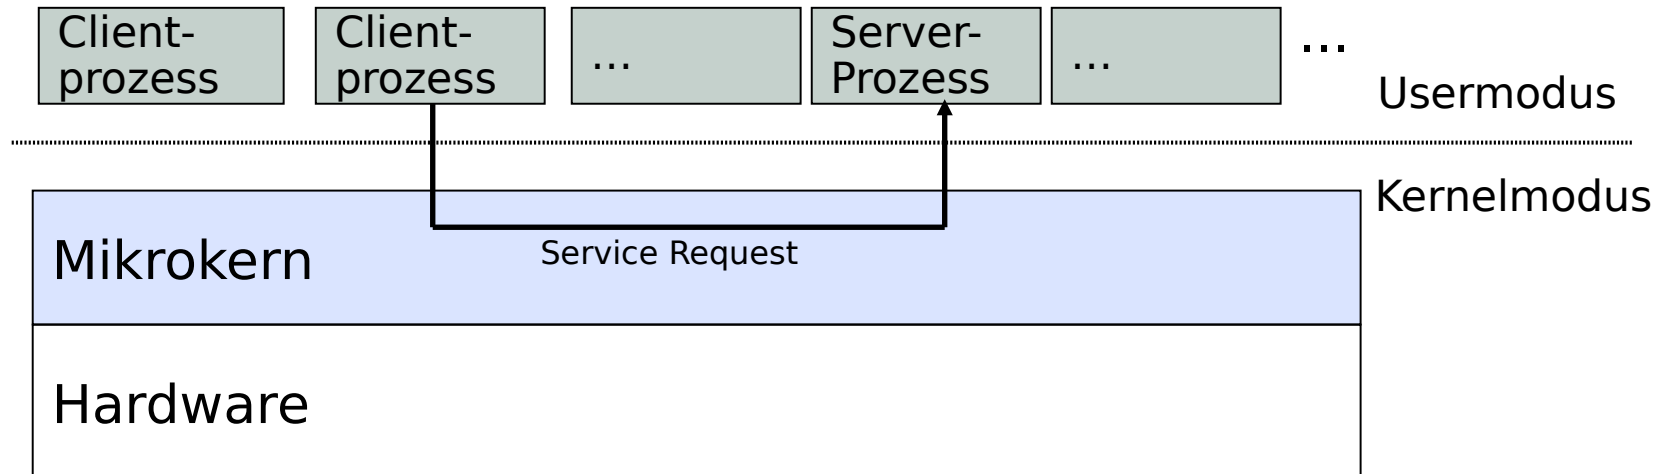 Client-
prozess
Client-
prozess
...
Server-
Prozess
...
...
Usermodus
Kernelmodus
Service Request
Mikrokern
Hardware